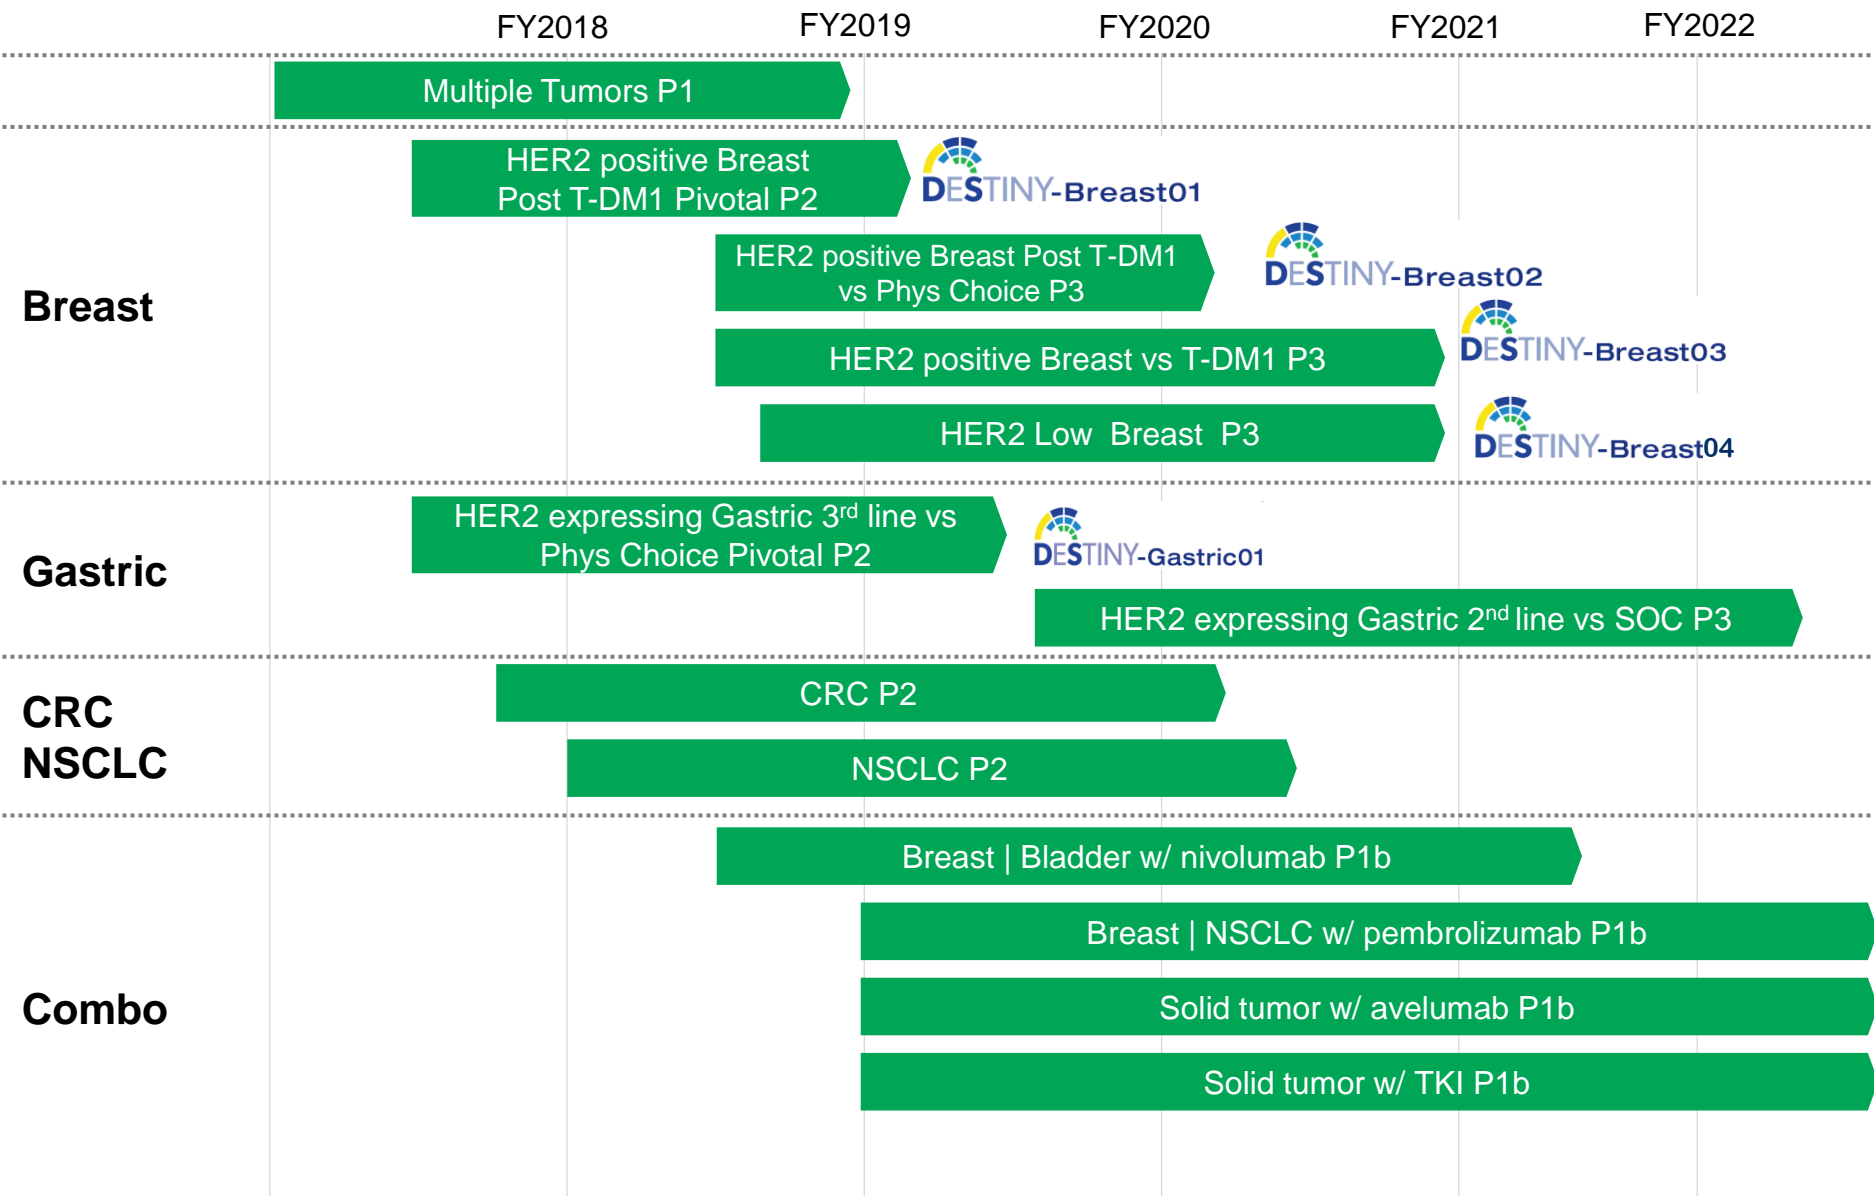 FY2018 FY2019 FY2020 FY2021 FY2022
Multiple Tumors P1
Breast
HER2 positive Breast
Post T-DM1 Pivotal P2
DESTINY-Breast01
HER2 positive Breast Post T-DM1
vs Phys Choice P3
DESTINY-Breast02
HER2 positive Breast vs T-DM1 P3
DESTINY-Breast03
HER2 Low Breast P3
DESTINY-Breast04
Gastric
HER2 expressing Gastric 3rd line vs
Phys Choice Pivotal P2
DESTINY-Gastric01
HER2 expressing Gastric 2nd line vs SOC P3
CRC
NSCLC
CRC P2
NSCLC P2
Combo
Breast | Bladder w/ nivolumab P1b
Breast | NSCLC w/ pembrolizumab P1b
Solid tumor w/ avelumab P1b
Solid tumor w/ TKI P1b